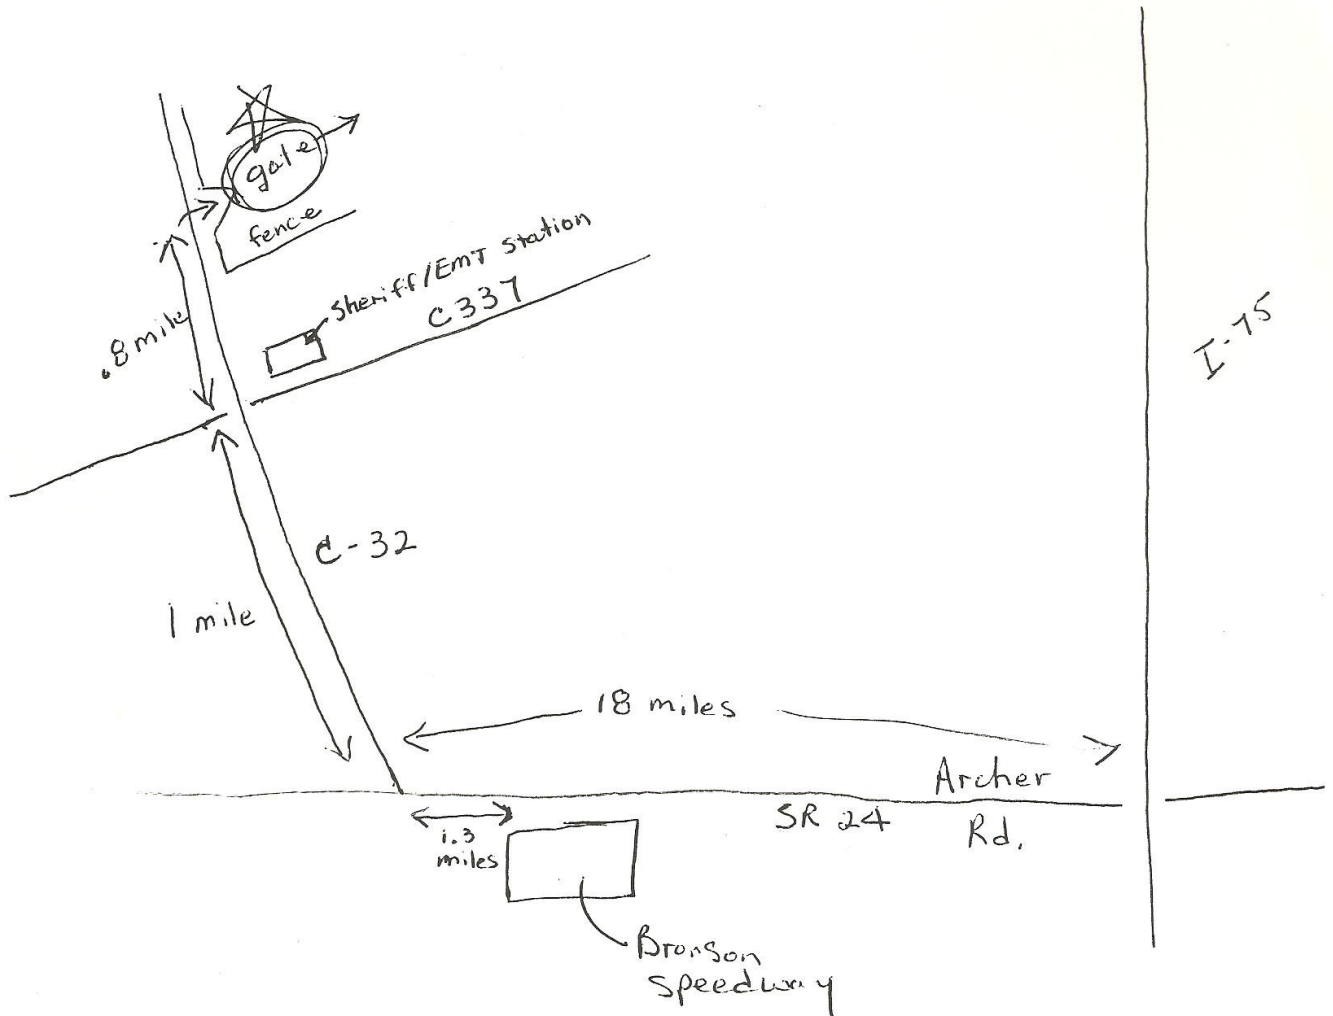 gate
fence
Sheriff/EMT Station
C337
.8 mile
I-75
C-32
1 mile
18 miles
Archer
SR 24
Rd.
1.3
miles
Bronson
Speedway